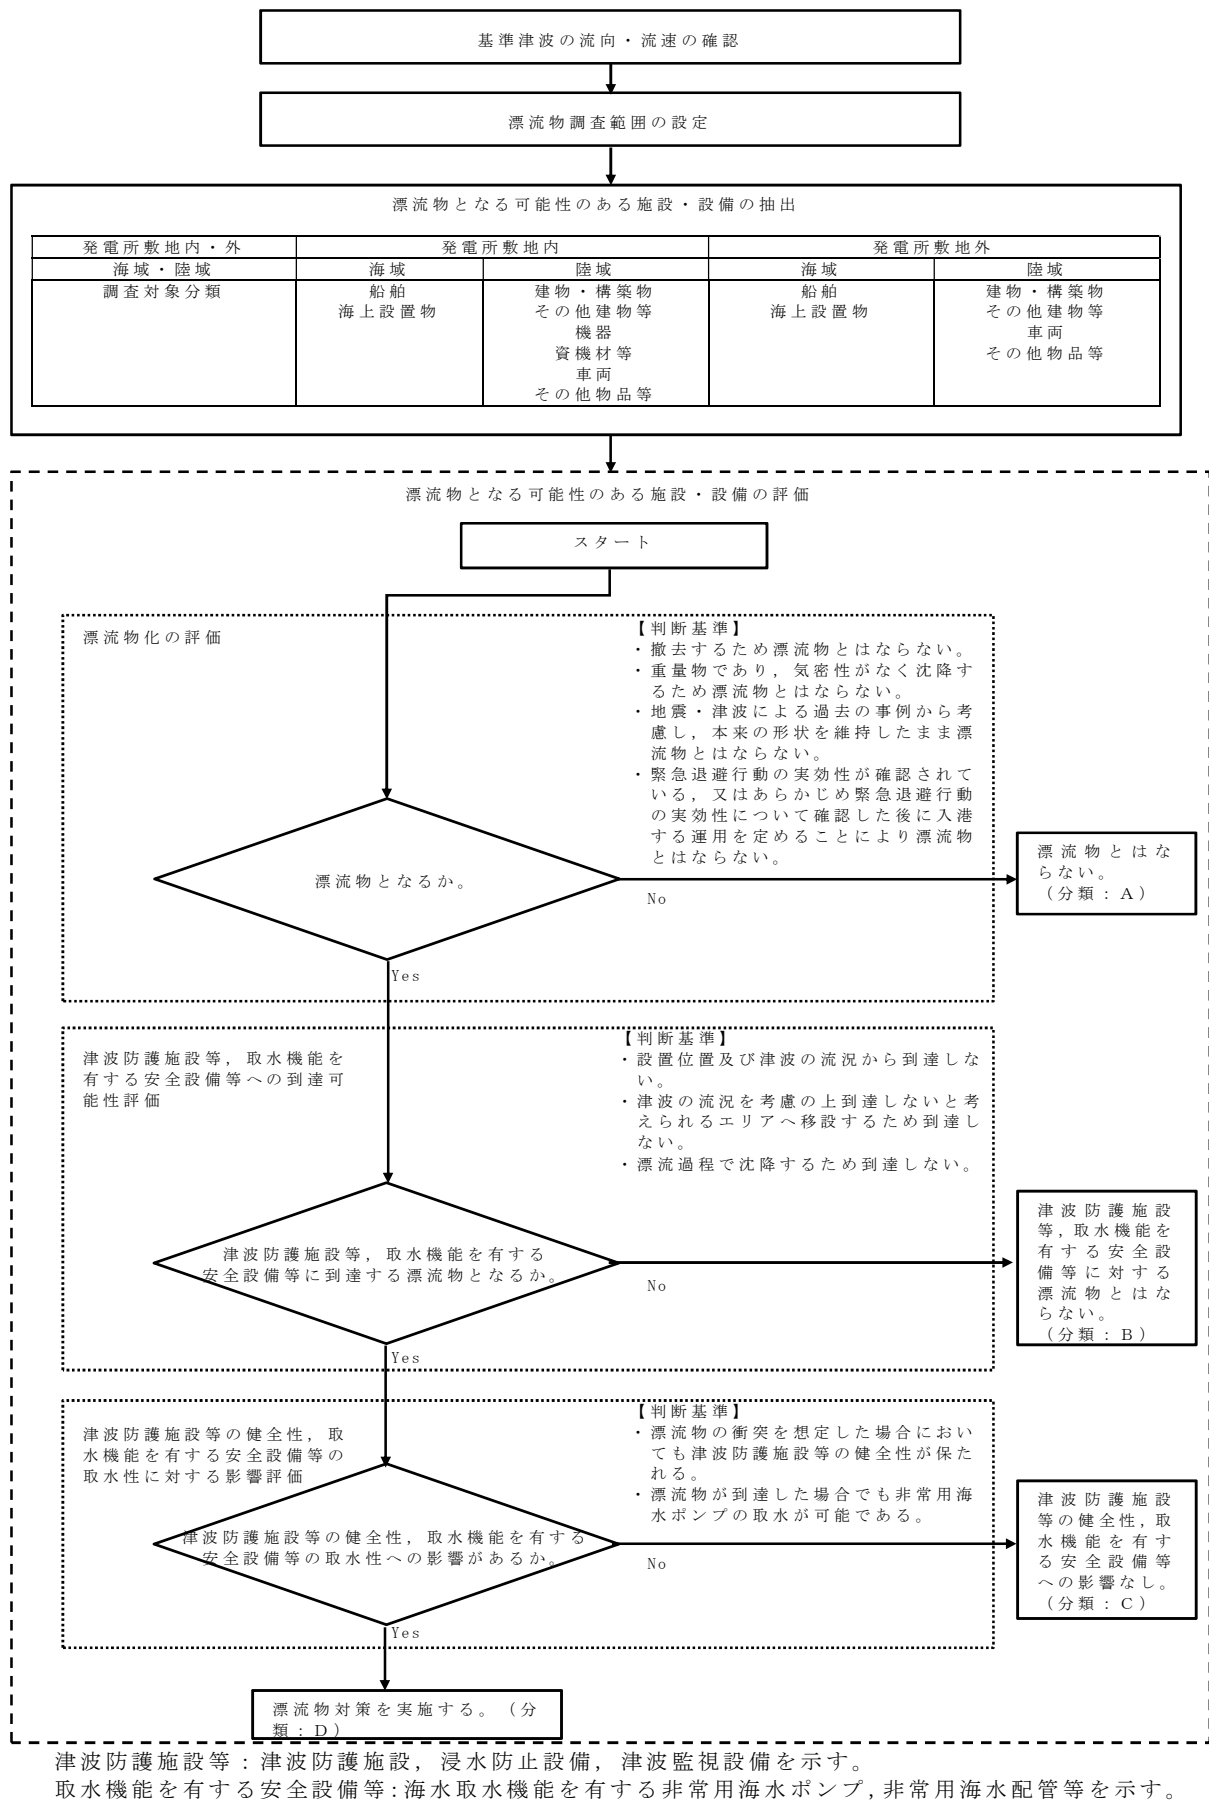 基準津波の流向・流速の確認
漂流物調査範囲の設定
漂流物となる可能性のある施設・設備の抽出
発電所敷地内・外 発電所敷地内 発電所敷地外
海域・陸域 海域 陸域 海域 陸域
調査対象分類 船舶 建物・構築物 船舶 建物・構築物
海上設置物 その他建物等 海上設置物 その他建物等
機器 車両
資機材等 その他物品等
車両
その他物品等
漂流物となる可能性のある施設・設備の評価
スタート
漂流物化の評価
【判断基準】
・撤去するため漂流物とはならない。
・重量物であり，気密性がなく沈降す
るため漂流物とはならない。
・地震・津波による過去の事例から考
慮し，本来の形状を維持したまま漂
流物とはならない。
・緊急退避行動の実効性が確認されて
いる，又はあらかじめ緊急退避行動
の実効性について確認した後に入港
する運用を定めることにより漂流物
とはならない。
漂流物となるか。
No
漂流物とはな
らない。
（分類：A）
Yes
津波防護施設等，取水機能を
有する安全設備等への到達可
能性評価
【判断基準】
・設置位置及び津波の流況から到達しな
い。
・津波の流況を考慮の上到達しないと考
えられるエリアへ移設するため到達し
ない。
・漂流過程で沈降するため到達しない。
津波防護施設等，取水機能を有する
安全設備等に到達する漂流物となるか。
No
津波防護施設
等，取水機能を
有する安全設
備等に対する
漂流物とはな
らない。
（分類：B）
Yes
津波防護施設等の健全性，取
水機能を有する安全設備等の
取水性に対する影響評価
【判断基準】
・漂流物の衝突を想定した場合におい
ても津波防護施設等の健全性が保た
れる。
・漂流物が到達した場合でも非常用海
水ポンプの取水が可能である。
津波防護施設等の健全性，取水機能を有する
安全設備等の取水性への影響があるか。
No
津波防護施設
等の健全性，取
水機能を有す
る安全設備等
への影響なし。
（分類：C）
Yes
漂流物対策を実施する。（分
類：D）
津波防護施設等：津波防護施設，浸水防止設備，津波監視設備を示す。
取水機能を有する安全設備等：海水取水機能を有する非常用海水ポンプ，非常用海水配管等を示す。